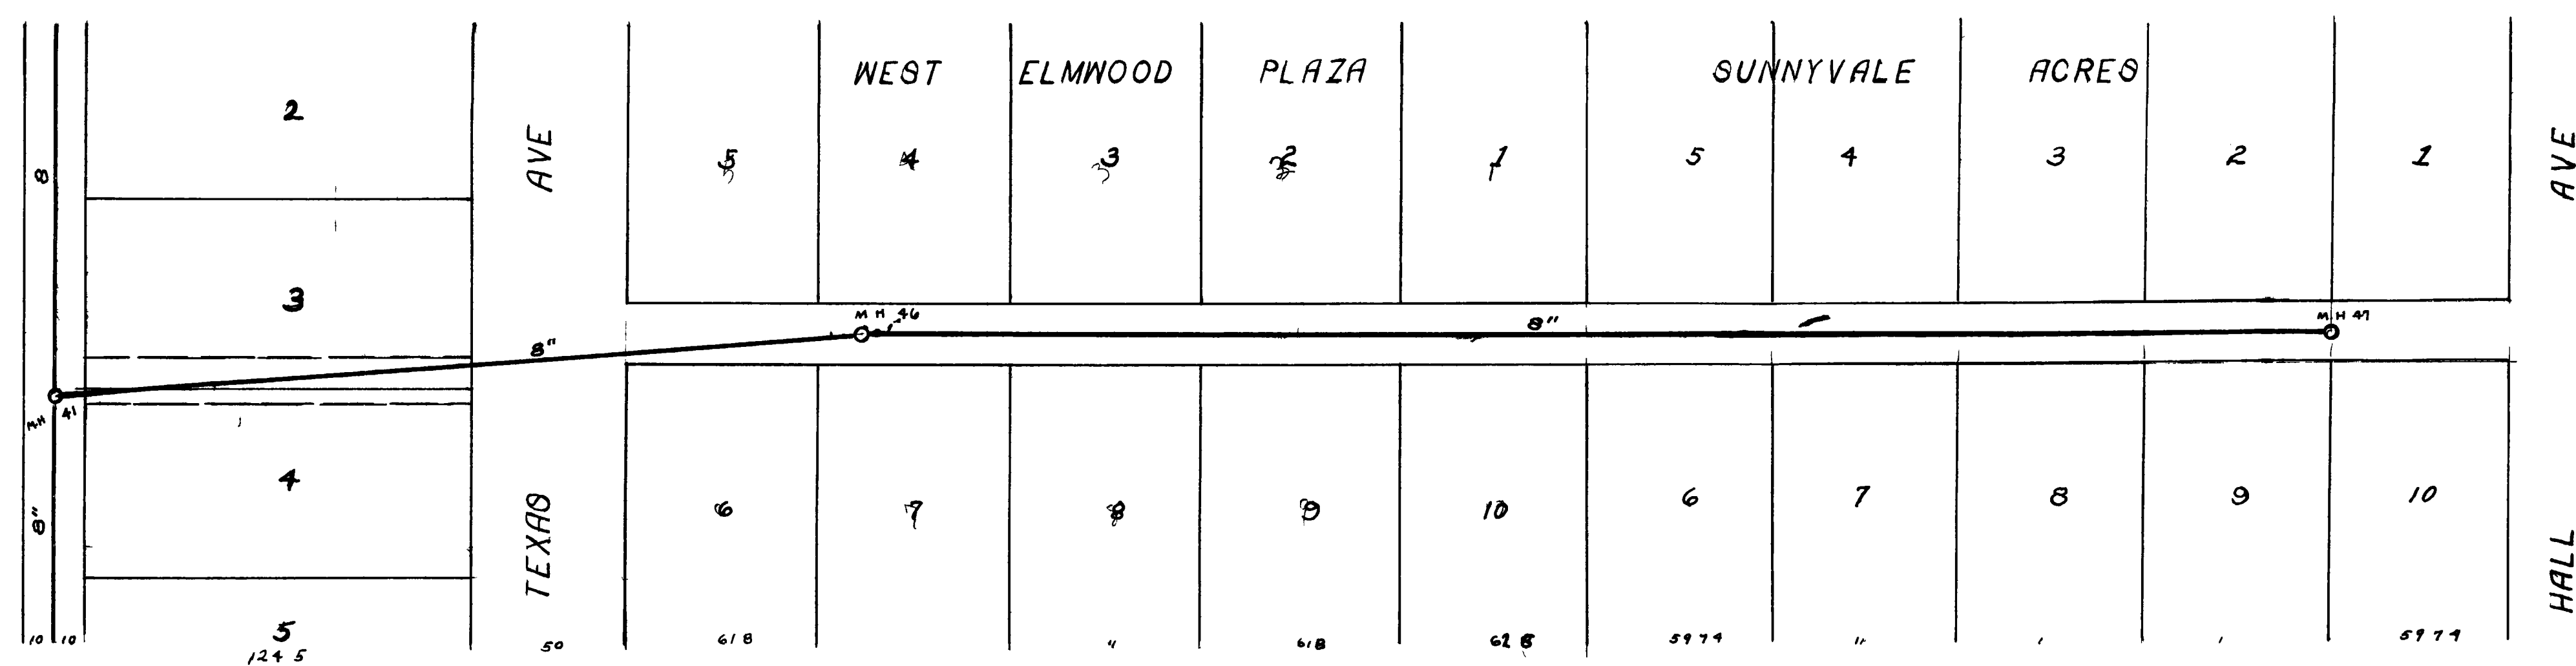 WEST ELMWOOD PLAZA SUNNYVALE ACRES
2
AVE
AVE
8
5 4 3 2 1 5 4 3 2 1
3
M H 46
8"
M H 47
8"
M.H 41
4
8"
TEXAS
6 7 8 9 10 6 7 8 9 10
HALL
5
10 10
124 5
50
61 8 " 61 8 62 8 59 74 " 59 74